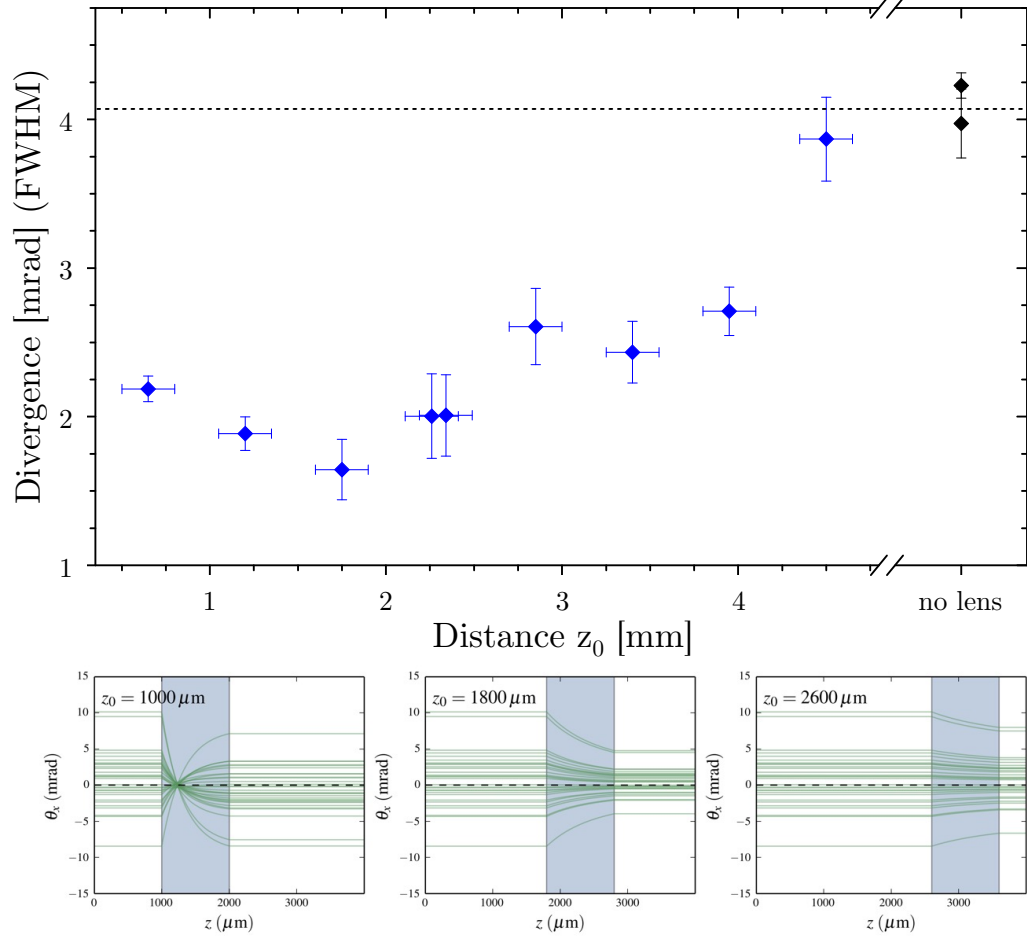 Divergence [mrad] (FWHM)
4
3
2
1
1 2 3 4 no lens
Distance z₀ [mm]
z₀ = 1000 μm
15
10
5
0
−5
−10
−15
θₓ (mrad)
0 1000 2000 3000
z (μm)
z₀ = 1800 μm
15
10
5
0
−5
−10
−15
θₓ (mrad)
0 1000 2000 3000
z (μm)
z₀ = 2600 μm
15
10
5
0
−5
−10
−15
θₓ (mrad)
0 1000 2000 3000
z (μm)